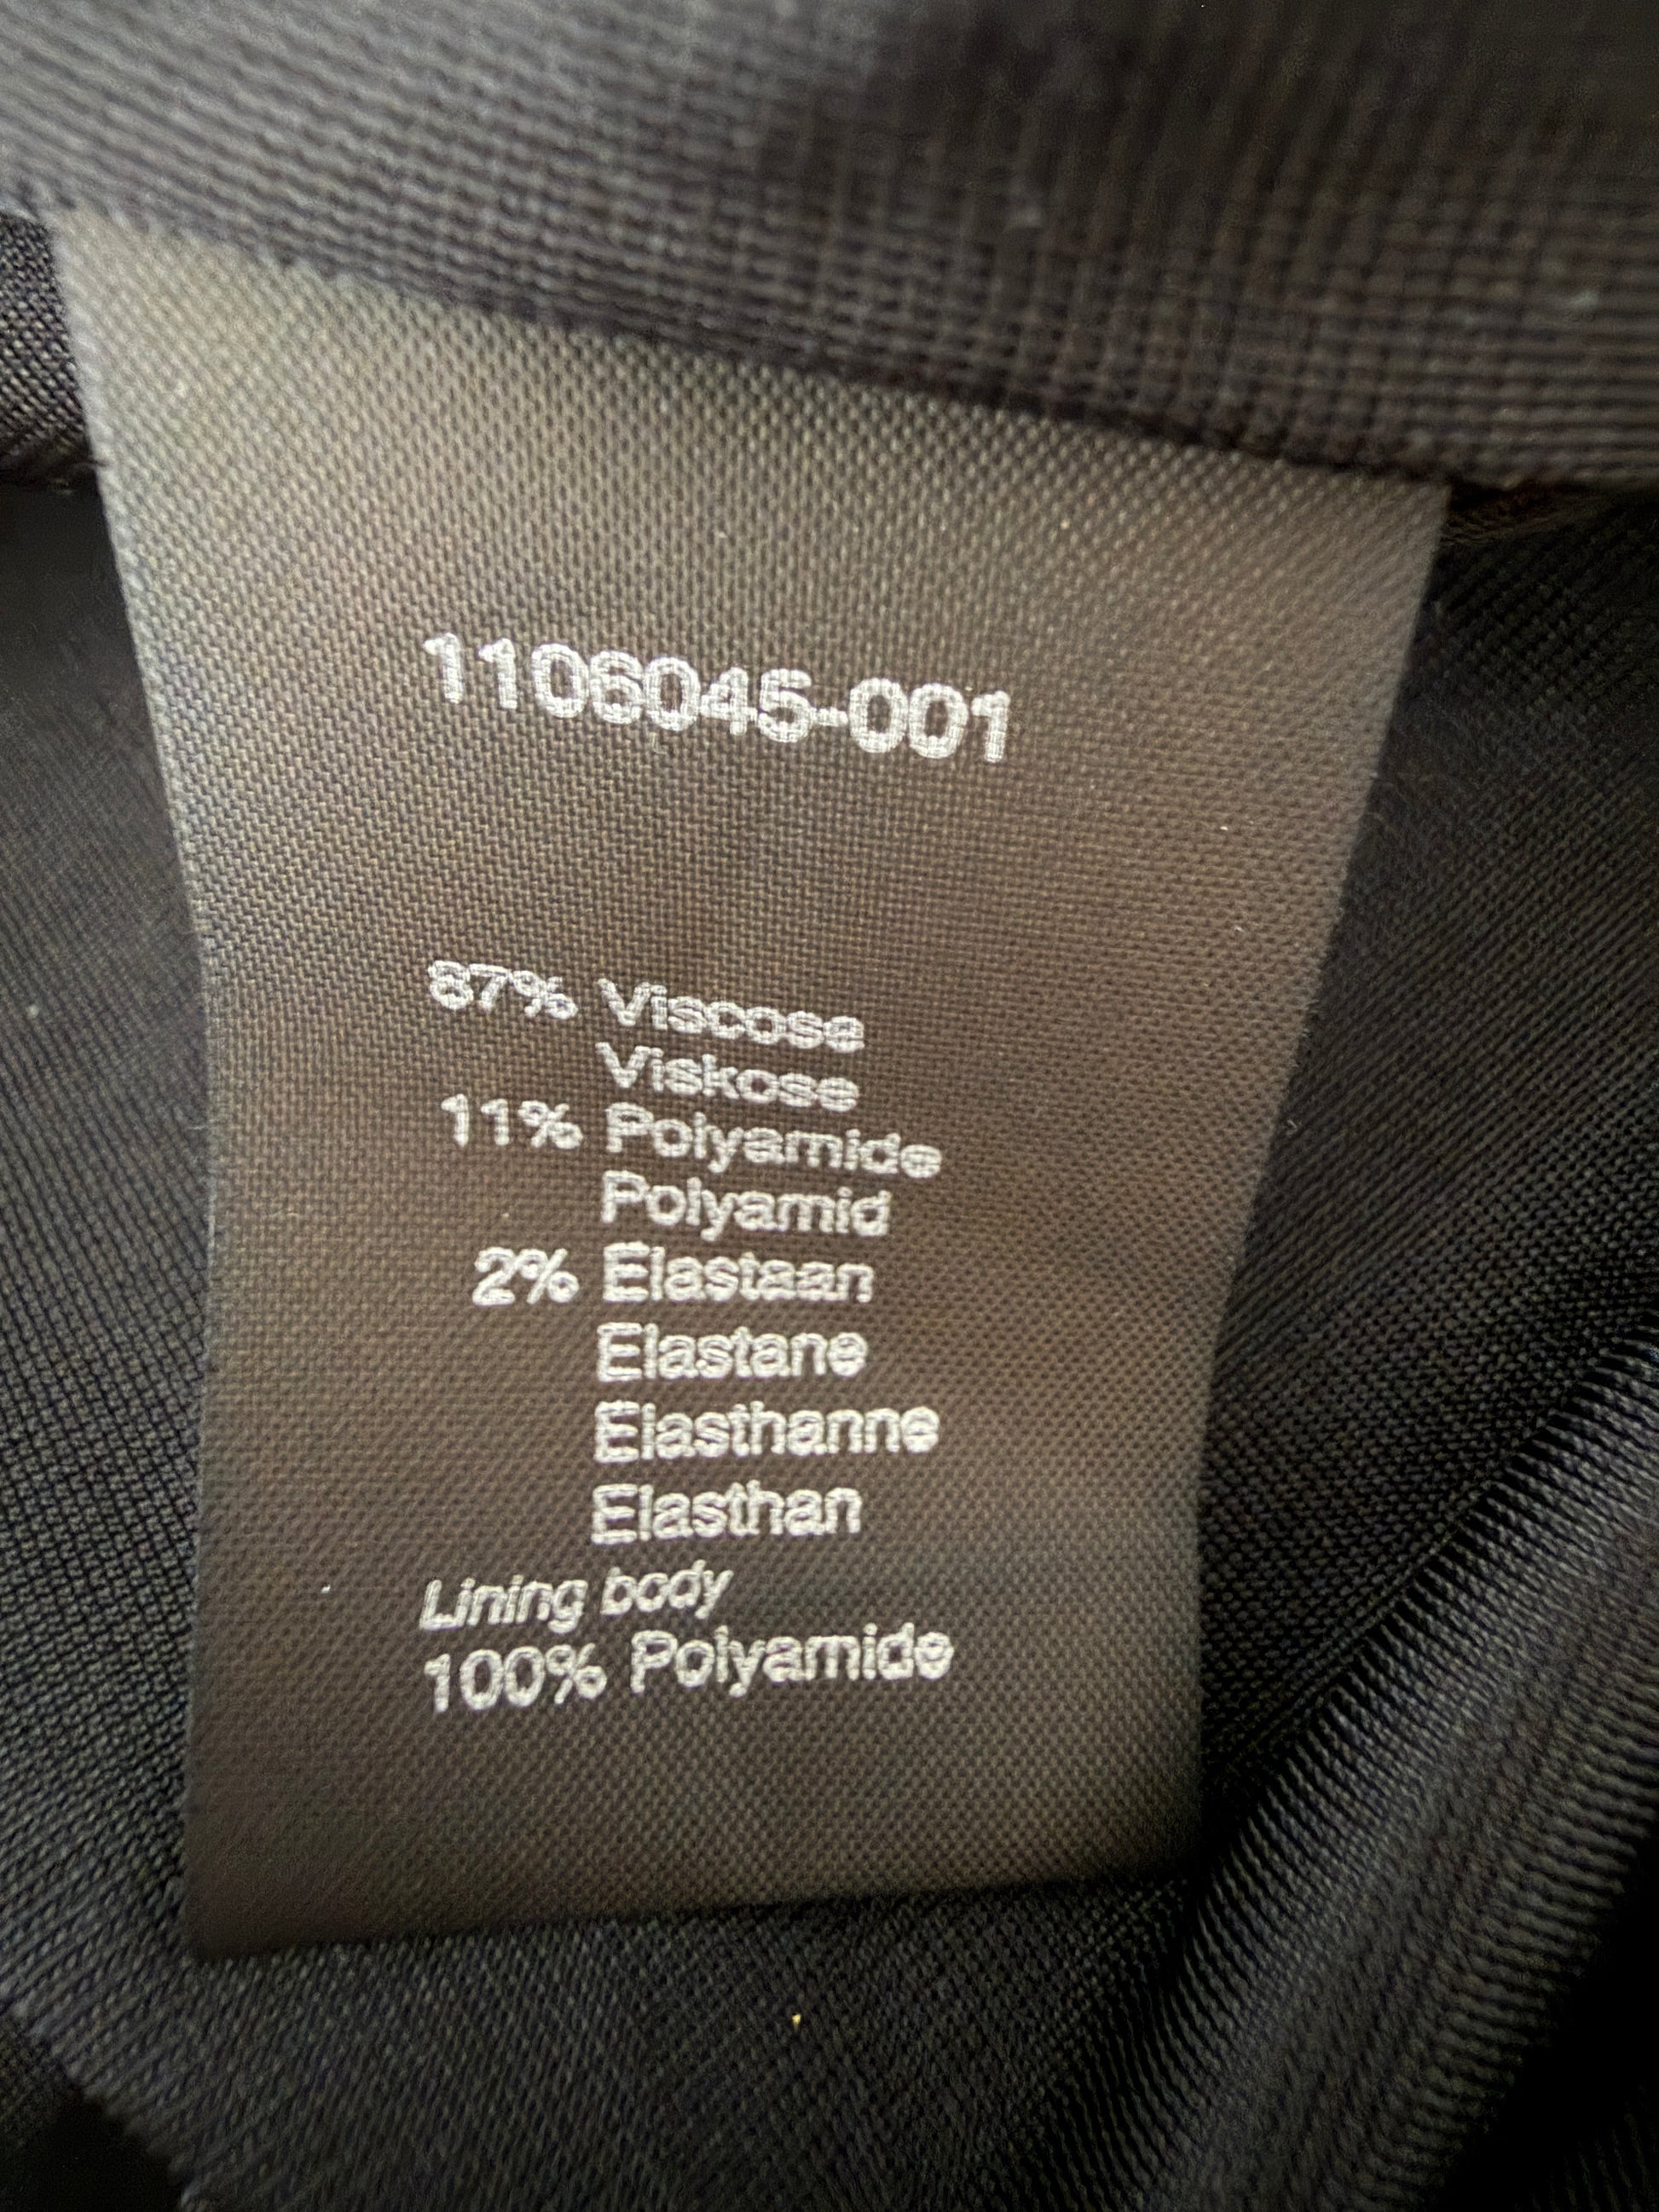 1106045-001
87% Viscose
Viskose
11% Polyamide
Polyamid
2% Elastaan
Elastane
Elasthanne
Elasthan
Lining body
100% Polyamide